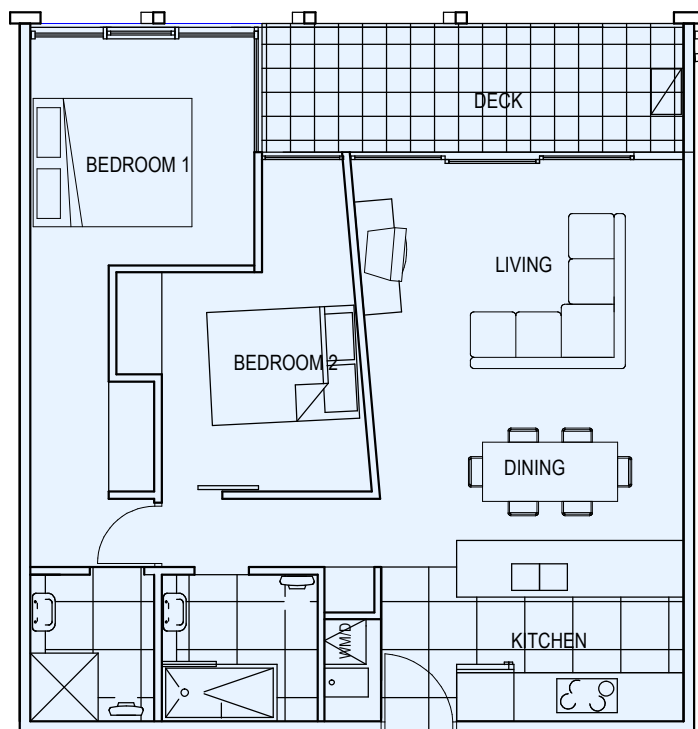 DECK
BEDROOM 1
LIVING
BEDROOM 2
DINING
KITCHEN
WM/D